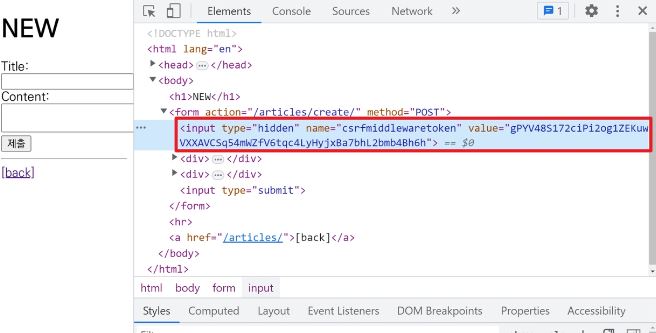 NEW
Title:
Content:
제출
[back]
Elements Console Sources Network » 1
<!DOCTYPE html>
<html lang="en">
▶<head>…</head>
▼<body>
<h1>NEW</h1>
▼<form action="/articles/create/" method="POST">
… <input type="hidden" name="csrfmiddlewaretoken" value="gPYV48S172ciPi2og1ZEKuw
VXXAVCSq54mWZfV6tqc4LyHyjxBa7bhL2bmb4Bh6h"> == $0
▶<div>…</div>
▶<div>…</div>
<input type="submit">
</form>
<hr>
<a href="/articles/">[back]</a>
</body>
</html>
html body form input
Styles Computed Layout Event Listeners DOM Breakpoints Properties Accessibility